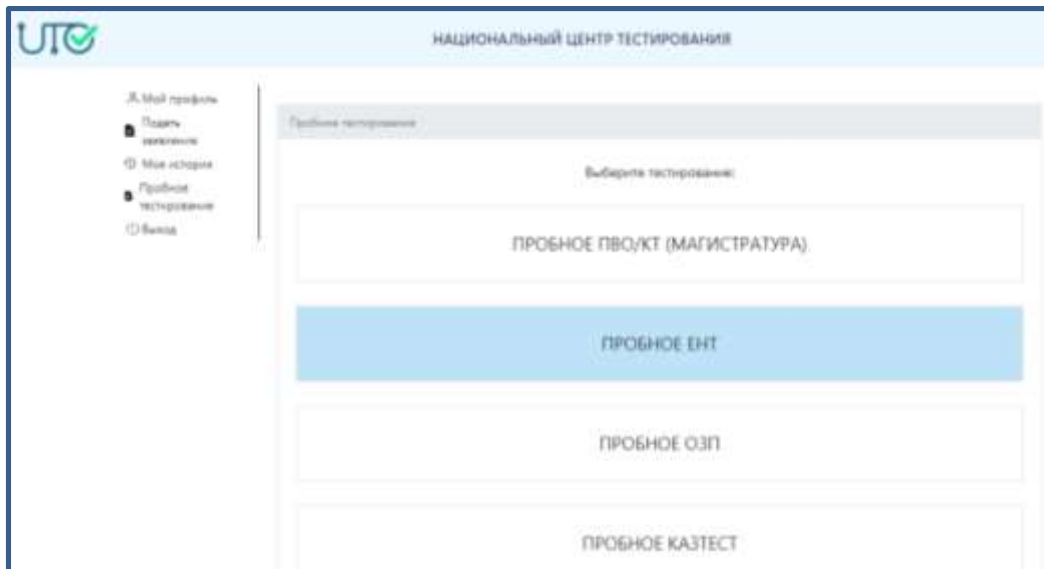 UTO
НАЦИОНАЛЬНЫЙ ЦЕНТР ТЕСТИРОВАНИЯ
Мой профиль
Подать
заявление
Моя история
Пробное
тестирование
Выход
Пробное тестирование
Выберите тестирование:
ПРОБНОЕ ПВО/КТ (МАГИСТРАТУРА)
ПРОБНОЕ ЕНТ
ПРОБНОЕ ОЗП
ПРОБНОЕ КАЗТЕСТ